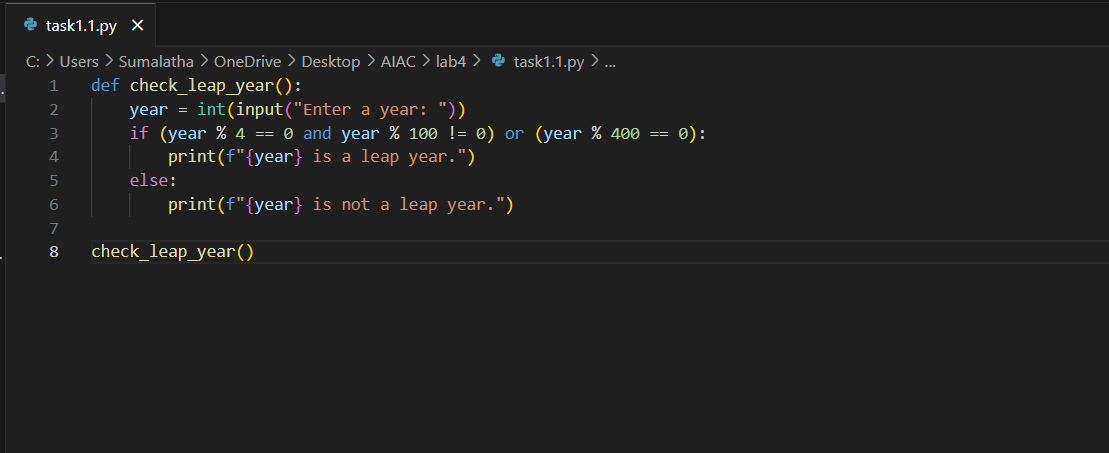 task1.1.py ×
C: > Users > Sumalatha > OneDrive > Desktop > AIAC > lab4 > task1.1.py > ...
1 def check_leap_year():
2     year = int(input("Enter a year: "))
3     if (year % 4 == 0 and year % 100 != 0) or (year % 400 == 0):
4         print(f"{year} is a leap year.")
5     else:
6         print(f"{year} is not a leap year.")
7
8 check_leap_year()